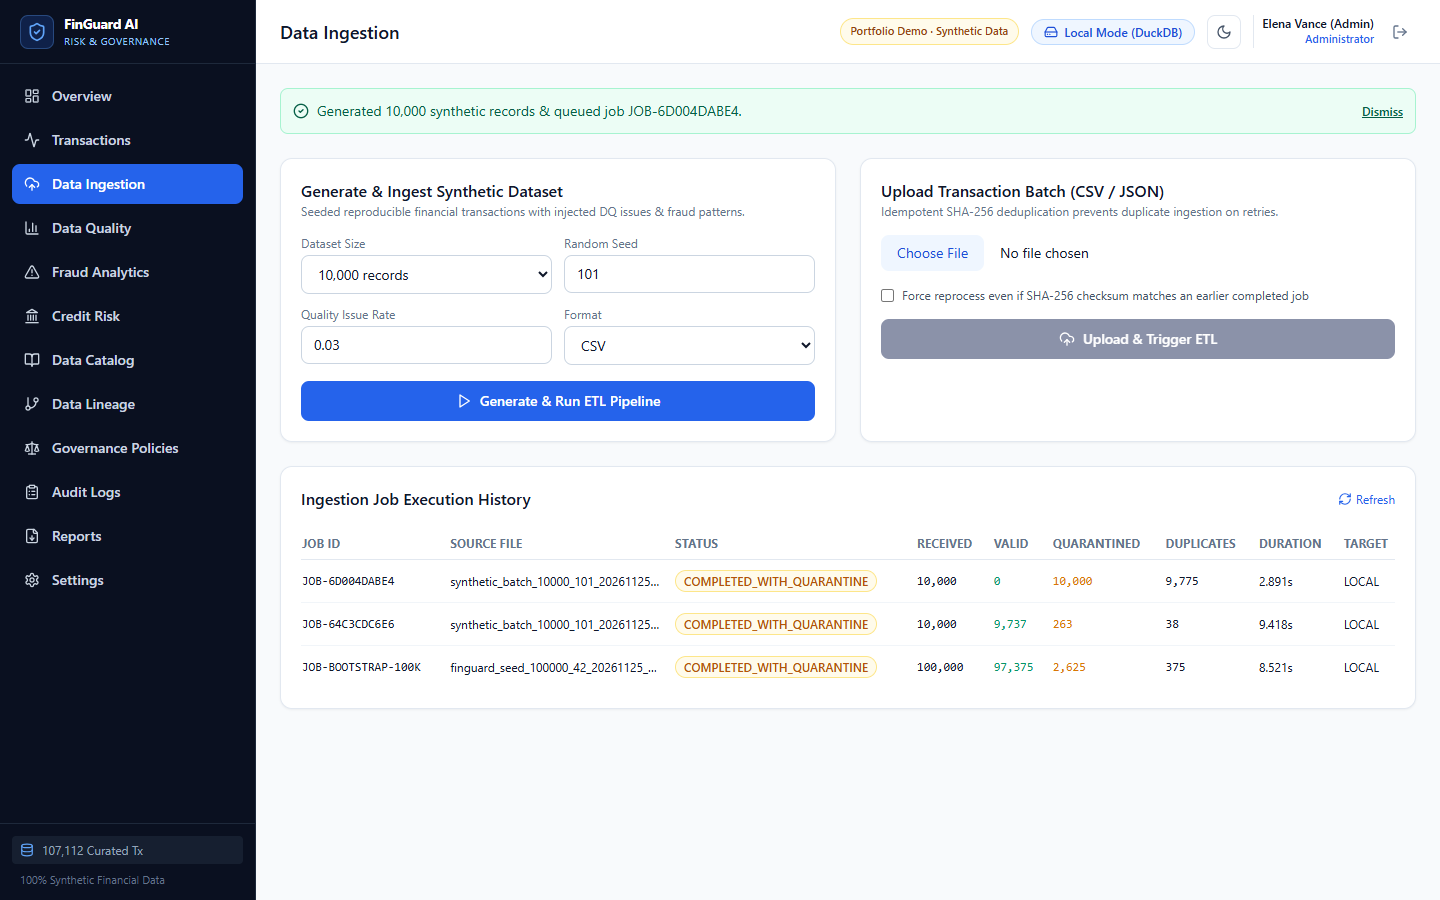 FinGuard AI
RISK & GOVERNANCE
Overview
Transactions
Data Ingestion
Data Quality
Fraud Analytics
Credit Risk
Data Catalog
Data Lineage
Governance Policies
Audit Logs
Reports
Settings
107,112 Curated Tx
100% Synthetic Financial Data
Data Ingestion
Portfolio Demo · Synthetic Data
Local Mode (DuckDB)
Elena Vance (Admin)
Administrator
Generated 10,000 synthetic records & queued job JOB-6D004DABE4.
Dismiss
Generate & Ingest Synthetic Dataset
Seeded reproducible financial transactions with injected DQ issues & fraud patterns.
Dataset Size Random Seed
10,000 records 101
Quality Issue Rate Format
0.03 CSV
Generate & Run ETL Pipeline
Upload Transaction Batch (CSV / JSON)
Idempotent SHA-256 deduplication prevents duplicate ingestion on retries.
Choose File No file chosen
Force reprocess even if SHA-256 checksum matches an earlier completed job
Upload & Trigger ETL
Ingestion Job Execution History
Refresh
JOB ID SOURCE FILE STATUS RECEIVED VALID QUARANTINED DUPLICATES DURATION TARGET
JOB-6D004DABE4 synthetic_batch_10000_101_20261125... COMPLETED_WITH_QUARANTINE 10,000 0 10,000 9,775 2.891s LOCAL
JOB-64C3CDC6E6 synthetic_batch_10000_101_20261125... COMPLETED_WITH_QUARANTINE 10,000 9,737 263 38 9.418s LOCAL
JOB-BOOTSTRAP-100K finguard_seed_100000_42_20261125_... COMPLETED_WITH_QUARANTINE 100,000 97,375 2,625 375 8.521s LOCAL